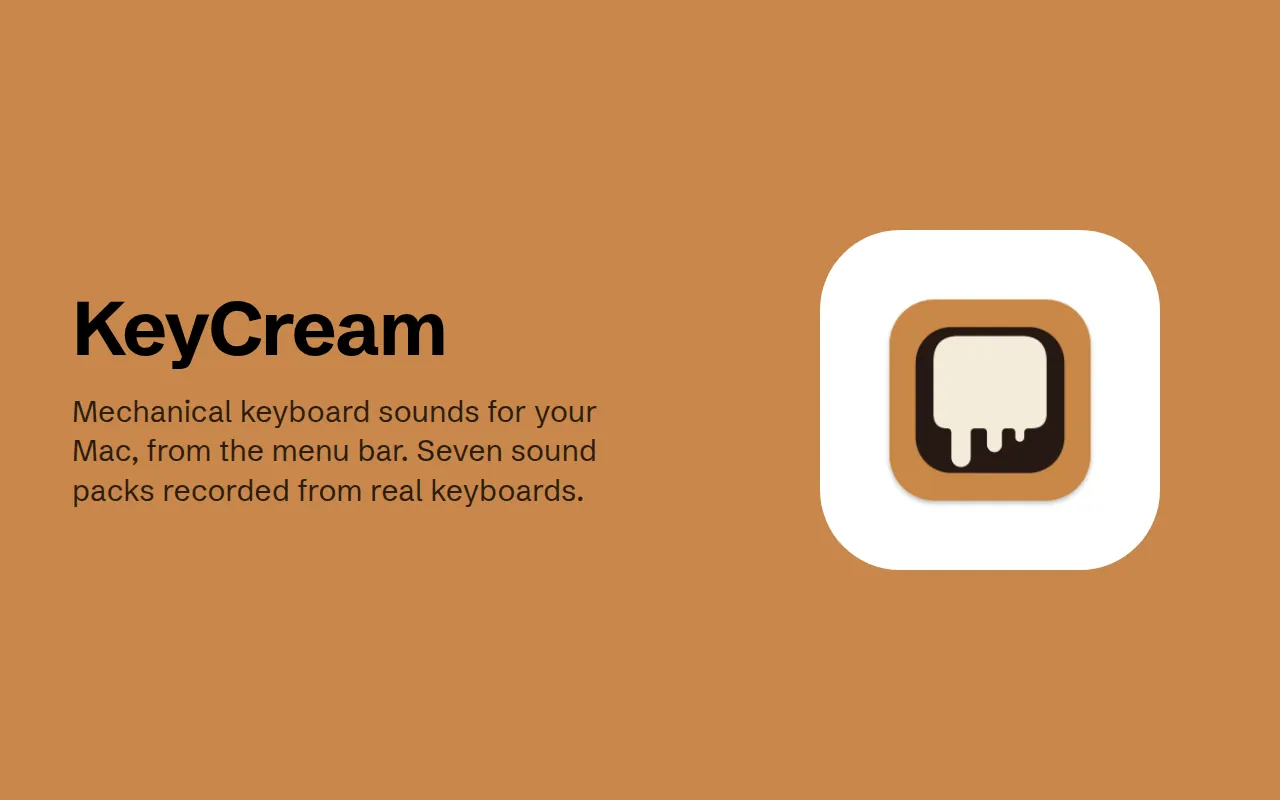 KeyCream
Mechanical keyboard sounds for your
Mac, from the menu bar. Seven sound
packs recorded from real keyboards.